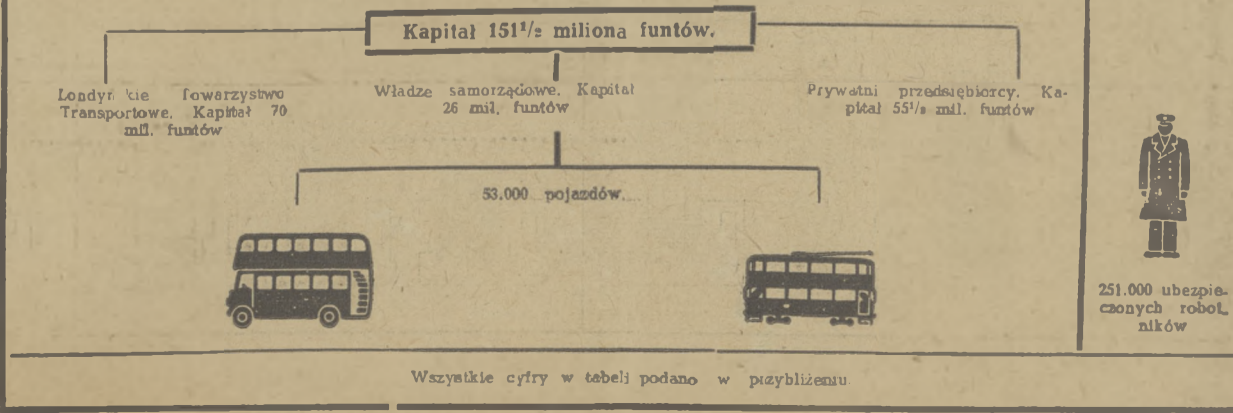 Kapitał 151¹/₂ miliona funtów.
Londyń kie Towarzystwo
Transportowe. Kapitał 70
mil. funtów
Władze samorządowe. Kapitał
26 mil. funtów
Prywatni przedsiębiorcy. Ka-
pitał 55¹/₂ mil. funtów
53.000 pojazdów.
251.000 ubezpie-
czonych robot-
ników
Wszystkie cyfry w tabeli podano w przybliżeniu.